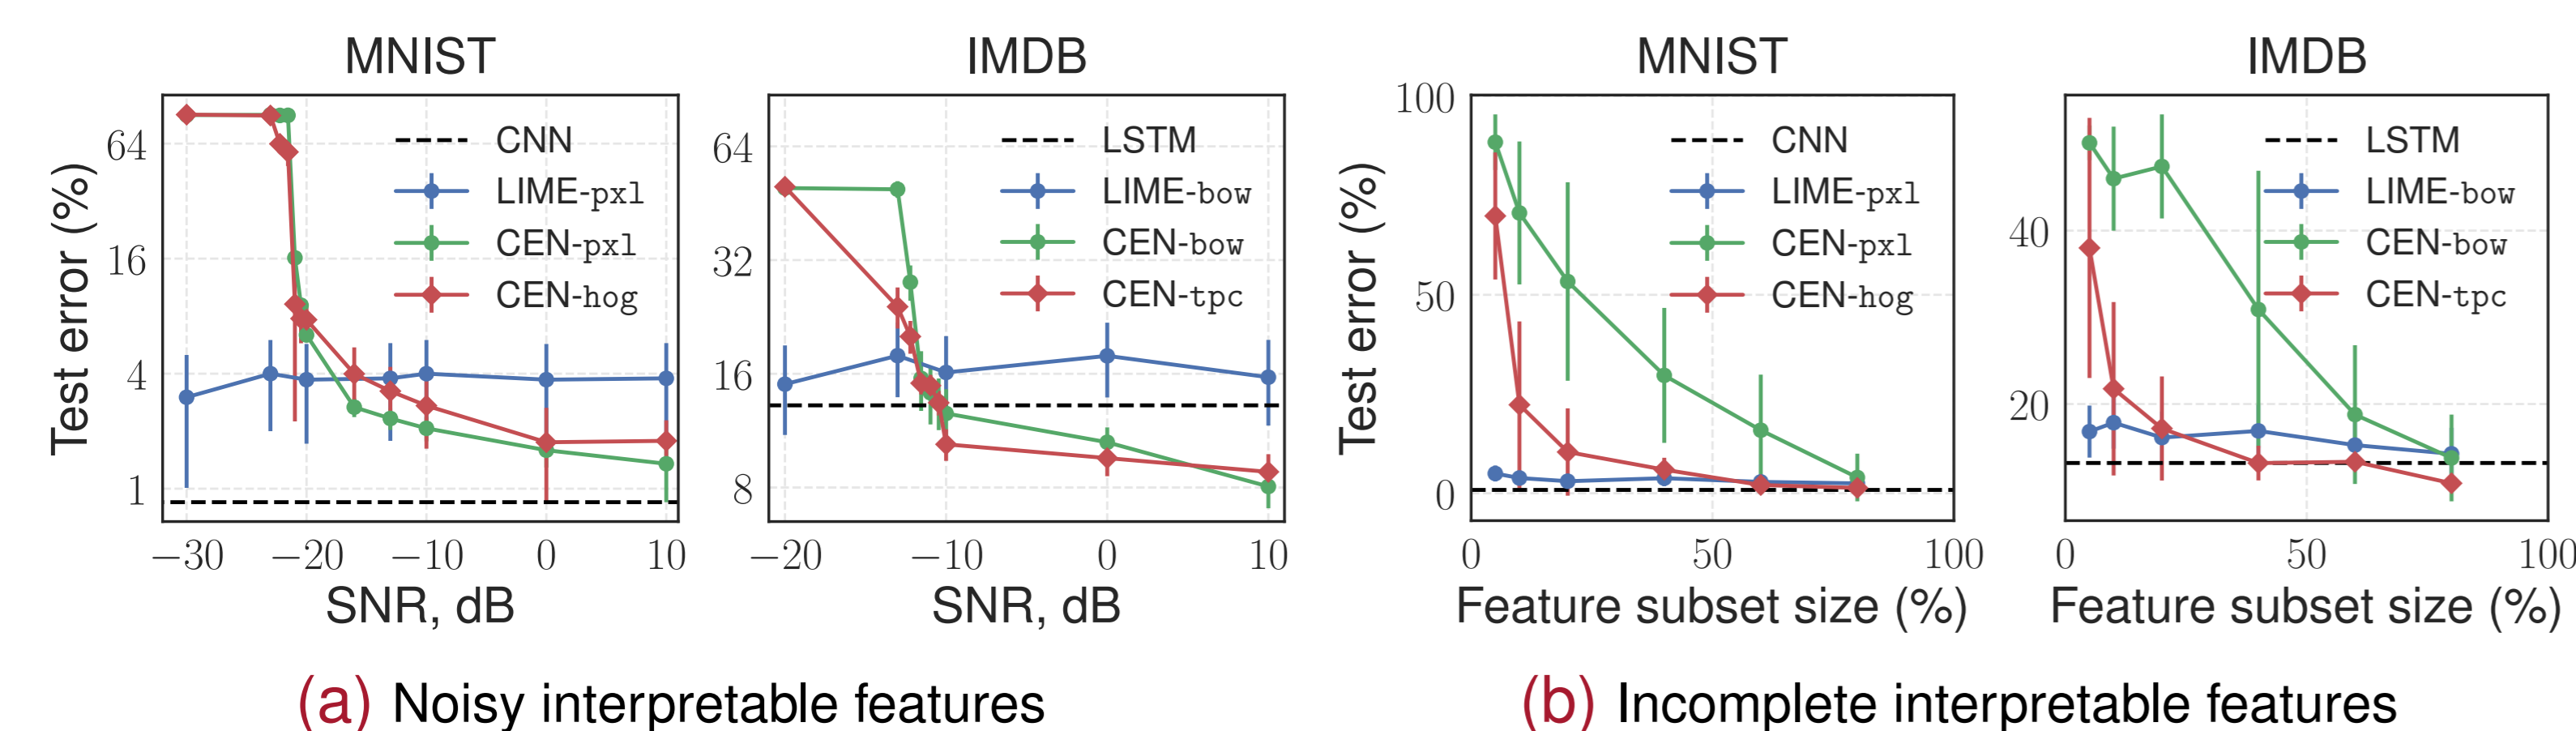 MNIST
Test error (%)
64
16
4
1
CNN
LIME-pxl
CEN-pxl
CEN-hog
−30 −20 −10 0 10
SNR, dB
IMDB
64
32
16
8
LSTM
LIME-bow
CEN-bow
CEN-tpc
−20 −10 0 10
SNR, dB
(a) Noisy interpretable features
MNIST
Test error (%)
100
50
0
CNN
LIME-pxl
CEN-pxl
CEN-hog
0 50 100
Feature subset size (%)
IMDB
40
20
LSTM
LIME-bow
CEN-bow
CEN-tpc
0 50 100
Feature subset size (%)
(b) Incomplete interpretable features